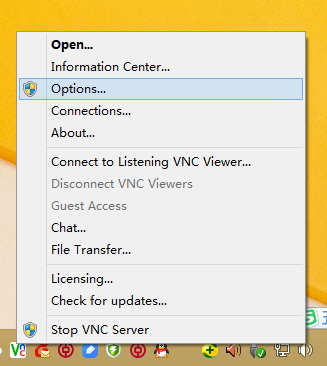 Open...
Information Center...
Options...
Connections...
About...
Connect to Listening VNC Viewer...
Disconnect VNC Viewers
Guest Access
Chat...
File Transfer...
Licensing...
Check for updates...
Stop VNC Server